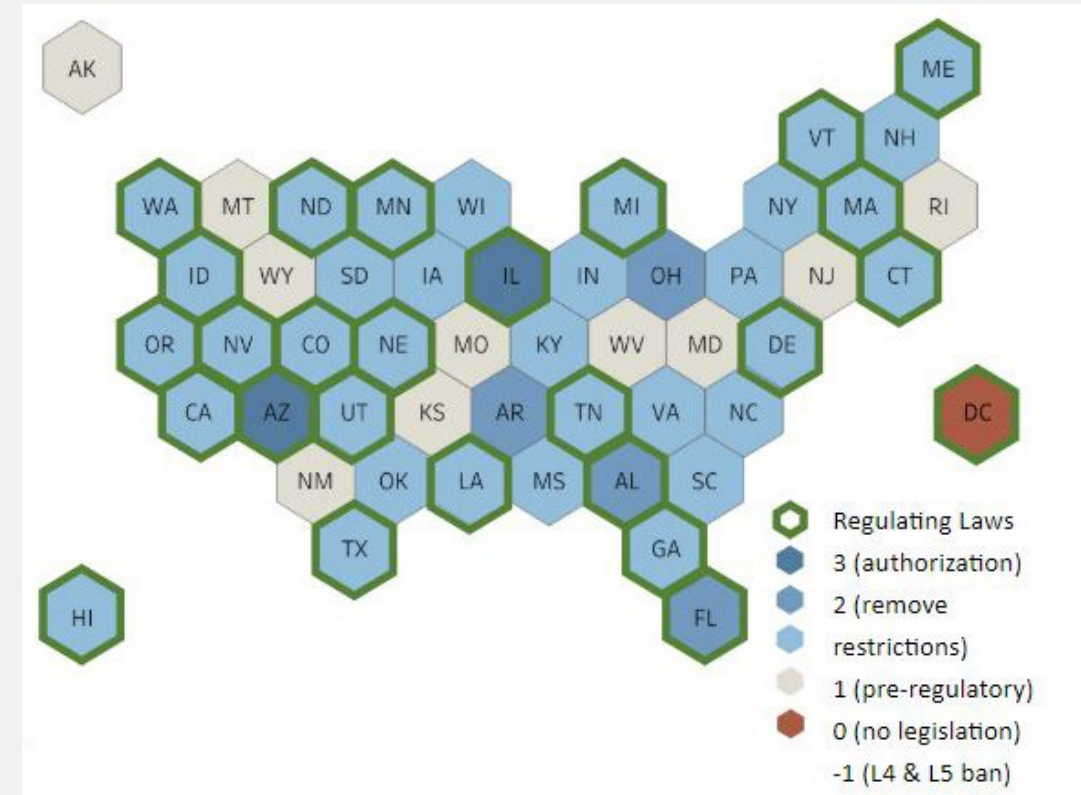 AK
ME
VT NH
WA MT ND MN WI MI NY MA RI
ID WY SD IA IL IN OH PA NJ CT
OR NV CO NE MO KY WV MD DE
CA AZ UT KS AR TN VA NC DC
NM OK LA MS AL SC
TX GA
HI FL
Regulating Laws
3 (authorization)
2 (remove
restrictions)
1 (pre-regulatory)
0 (no legislation)
-1 (L4 & L5 ban)